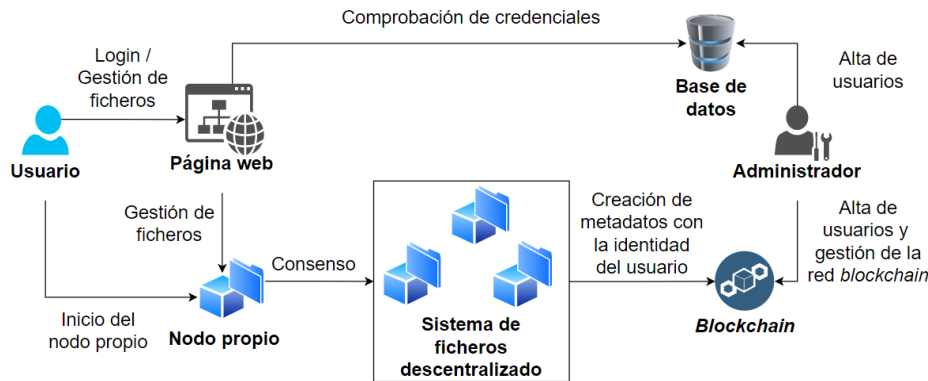 Comprobación de credenciales
Login /
Gestión de
ficheros
Alta de
usuarios
Base de
datos
Usuario
Página web
Administrador
Gestión de
ficheros
Creación de
metadatos con
la identidad
del usuario
Alta de
usuarios y
gestión de la
red blockchain
Consenso
Inicio del
nodo propio
Nodo propio
Sistema de
ficheros
descentralizado
Blockchain